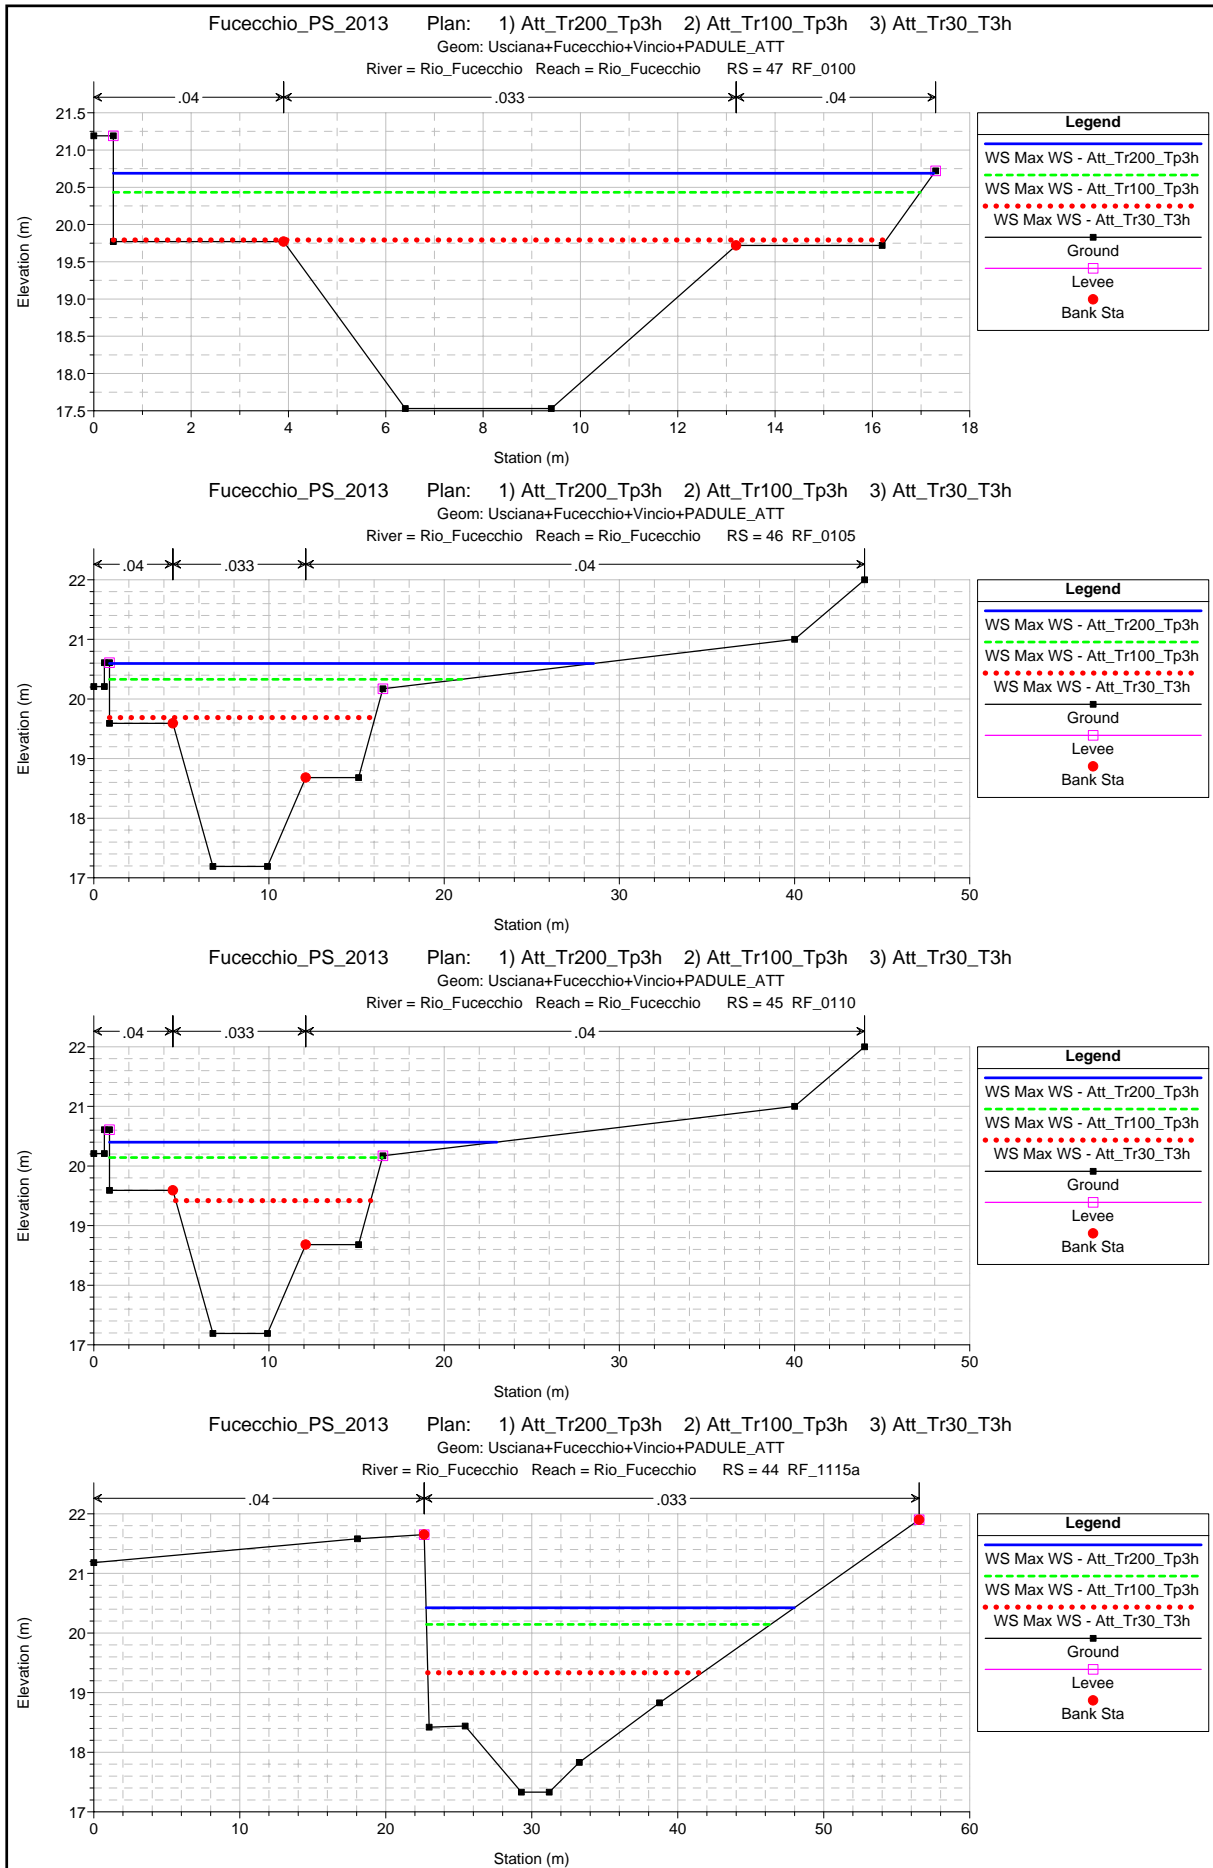 Fucecchio_PS_2013 Plan: 1) Att_Tr200_Tp3h 2) Att_Tr100_Tp3h 3) Att_Tr30_T3h
Geom: Usciana+Fucecchio+Vincio+PADULE_ATT
River = Rio_Fucecchio Reach = Rio_Fucecchio RS = 47 RF_0100
.04 .033 .04
21.5
21.0
20.5
20.0
19.5
19.0
18.5
18.0
17.5
Elevation (m)
0 2 4 6 8 10 12 14 16 18
Station (m)
Legend
WS Max WS - Att_Tr200_Tp3h
WS Max WS - Att_Tr100_Tp3h
WS Max WS - Att_Tr30_T3h
Ground
Levee
Bank Sta
Fucecchio_PS_2013 Plan: 1) Att_Tr200_Tp3h 2) Att_Tr100_Tp3h 3) Att_Tr30_T3h
Geom: Usciana+Fucecchio+Vincio+PADULE_ATT
River = Rio_Fucecchio Reach = Rio_Fucecchio RS = 46 RF_0105
.04 .033 .04
22
21
20
19
18
17
Elevation (m)
0 10 20 30 40 50
Station (m)
Legend
WS Max WS - Att_Tr200_Tp3h
WS Max WS - Att_Tr100_Tp3h
WS Max WS - Att_Tr30_T3h
Ground
Levee
Bank Sta
Fucecchio_PS_2013 Plan: 1) Att_Tr200_Tp3h 2) Att_Tr100_Tp3h 3) Att_Tr30_T3h
Geom: Usciana+Fucecchio+Vincio+PADULE_ATT
River = Rio_Fucecchio Reach = Rio_Fucecchio RS = 45 RF_0110
.04 .033 .04
22
21
20
19
18
17
Elevation (m)
0 10 20 30 40 50
Station (m)
Legend
WS Max WS - Att_Tr200_Tp3h
WS Max WS - Att_Tr100_Tp3h
WS Max WS - Att_Tr30_T3h
Ground
Levee
Bank Sta
Fucecchio_PS_2013 Plan: 1) Att_Tr200_Tp3h 2) Att_Tr100_Tp3h 3) Att_Tr30_T3h
Geom: Usciana+Fucecchio+Vincio+PADULE_ATT
River = Rio_Fucecchio Reach = Rio_Fucecchio RS = 44 RF_1115a
.04 .033
22
21
20
19
18
17
Elevation (m)
0 10 20 30 40 50 60
Station (m)
Legend
WS Max WS - Att_Tr200_Tp3h
WS Max WS - Att_Tr100_Tp3h
WS Max WS - Att_Tr30_T3h
Ground
Levee
Bank Sta